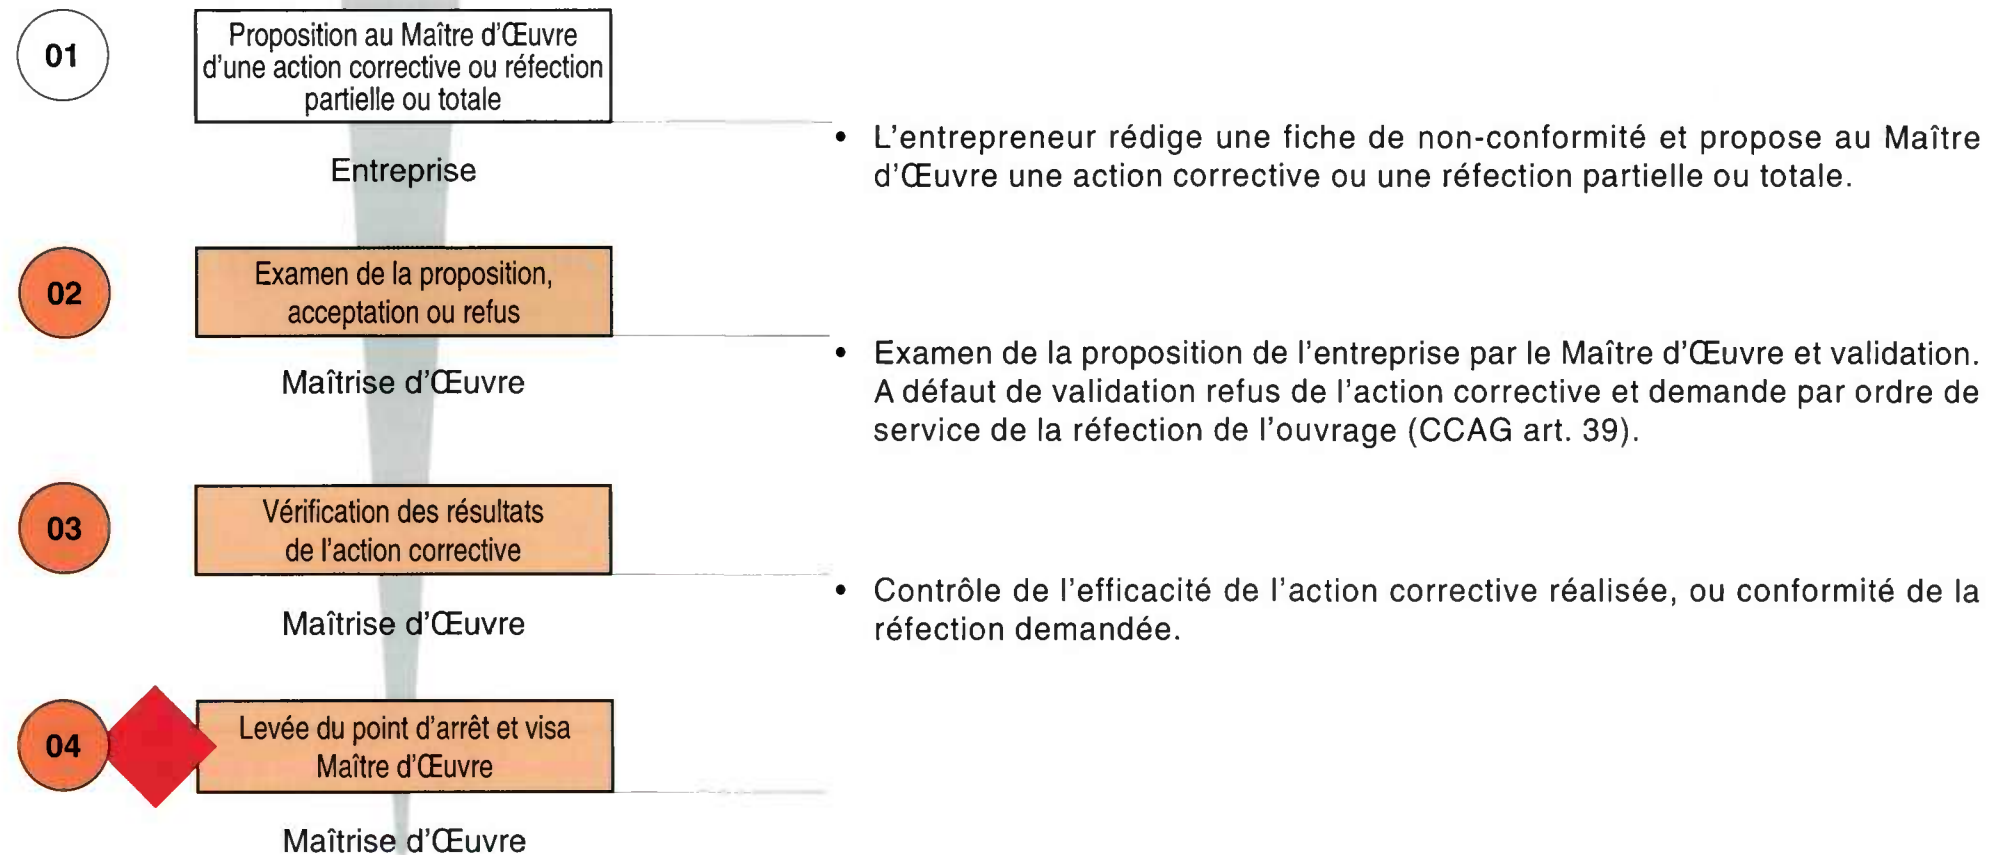 01
Proposition au Maître d'Œuvre
d'une action corrective ou réfection
partielle ou totale
Entreprise
• L'entrepreneur rédige une fiche de non-conformité et propose au Maître
d'Œuvre une action corrective ou une réfection partielle ou totale.
02
Examen de la proposition,
acceptation ou refus
Maîtrise d'Œuvre
• Examen de la proposition de l'entreprise par le Maître d'Œuvre et validation.
A défaut de validation refus de l'action corrective et demande par ordre de
service de la réfection de l'ouvrage (CCAG art. 39).
03
Vérification des résultats
de l'action corrective
Maîtrise d'Œuvre
• Contrôle de l'efficacité de l'action corrective réalisée, ou conformité de la
réfection demandée.
04
Levée du point d'arrêt et visa
Maître d'Œuvre
Maîtrise d'Œuvre